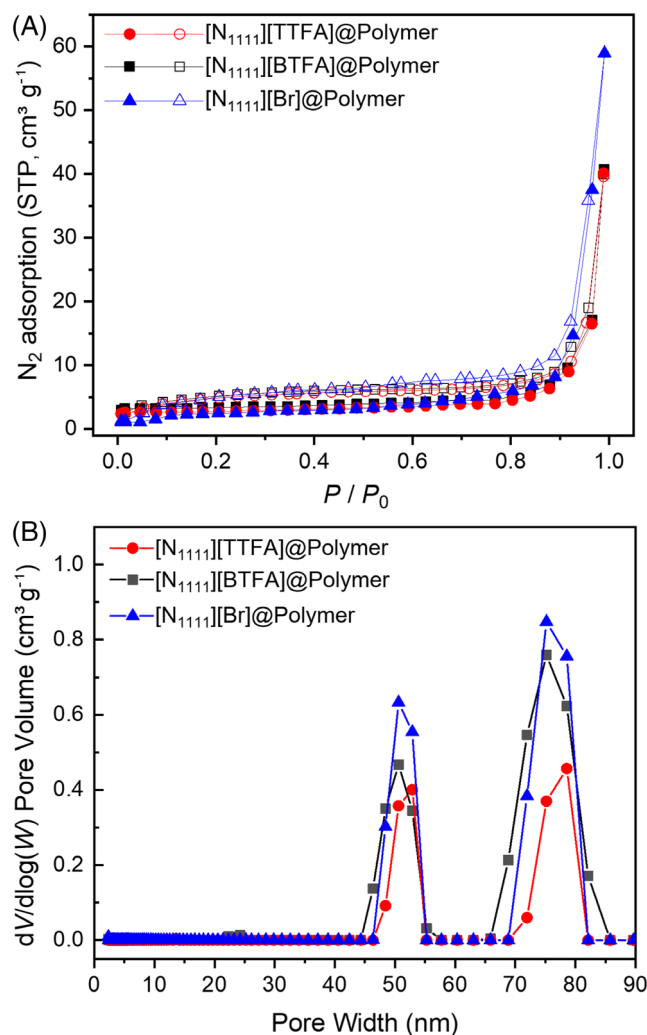 (A)
[N₁₁₁₁][TTFA]@Polymer
[N₁₁₁₁][BTFA]@Polymer
[N₁₁₁₁][Br]@Polymer
N₂ adsorption (STP, cm³ g⁻¹)
60
50
40
30
20
10
0
0.0 0.2 0.4 0.6 0.8 1.0
P / P₀
(B)
[N₁₁₁₁][TTFA]@Polymer
[N₁₁₁₁][BTFA]@Polymer
[N₁₁₁₁][Br]@Polymer
dV/dlog(W) Pore Volume (cm³ g⁻¹)
1.0
0.8
0.6
0.4
0.2
0.0
0 10 20 30 40 50 60 70 80 90
Pore Width (nm)